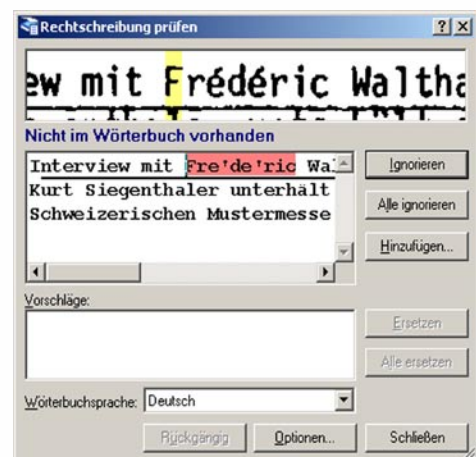 Rechtschreibung prüfen
ew mit Frédéric Waltha
Nicht im Wörterbuch vorhanden
Interview mit Fre'de'ric Wa
Kurt Siegenthaler unterhält
Schweizerischen Mustermesse
Ignorieren
Alle ignorieren
Hinzufügen...
Vorschläge:
Ersetzen
Alle ersetzen
Wörterbuchsprache: Deutsch
Rückgängig Optionen... Schließen